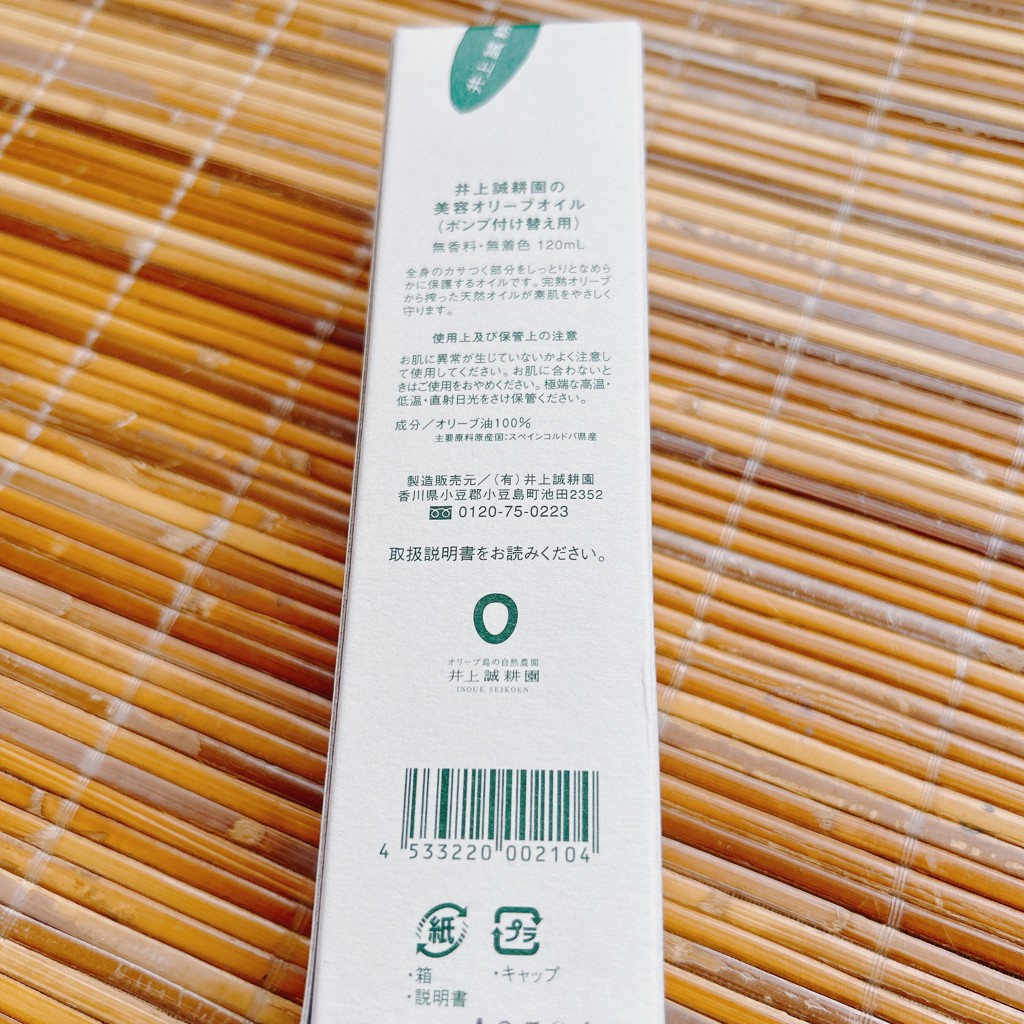 井上誠耕
井上誠耕園の
美容オリーブオイル
(ポンプ付け替え用)
無香料・無着色 120mL
全身のカサつく部分をしっとりとなめら
かに保護するオイルです。完熟オリーブ
から搾った天然オイルが素肌をやさしく
守ります。
使用上及び保管上の注意
お肌に異常が生じていないかよく注意し
て使用してください。お肌に合わないと
きはご使用をおやめください。極端な高温・
低温・直射日光をさけ保管ください。
成分／オリーブ油100%
主要原料原産国:スペインコルドバ県産
製造販売元／(有)井上誠耕園
香川県小豆郡小豆島町池田2352
0120-75-0223
取扱説明書をお読みください。
オリーブ島の自然農園
井上誠耕園
INOUE SEIKOEN
4 533220 002104
紙 プラ
・箱 ・キャップ
・説明書